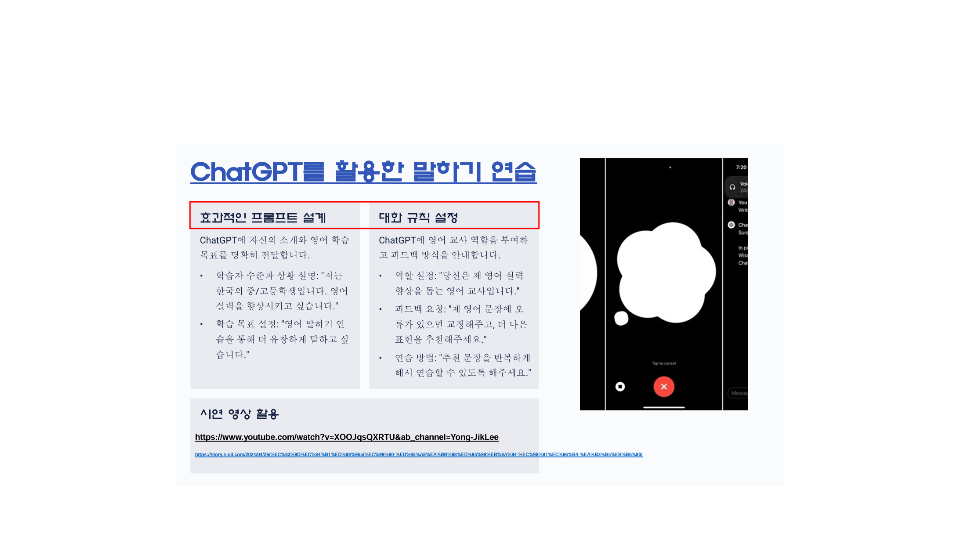 ChatGPT를 활용한 말하기 연습
효과적인 프롬프트 설계
ChatGPT에 자신의 소개와 영어 학습
목표를 명확히 전달합니다.
• 학습자 수준과 상황 설명: "저는
한국의 중/고등학생입니다. 영어
실력을 향상시키고 싶습니다."
• 학습 목표 설정: "영어 말하기 연
습을 통해 더 유창하게 말하고 싶
습니다."
대화 규칙 설정
ChatGPT에 영어 교사 역할을 부여하
고 피드백 방식을 안내합니다.
• 역할 설정: "당신은 제 영어 실력
향상을 돕는 영어 교사입니다."
• 피드백 요청: "제 영어 문장에 오
류가 있으면 교정해주고, 더 나은
표현을 추천해주세요."
• 연습 방법: "추천 문장을 반복하게
해서 연습할 수 있도록 해주세요."
시연 영상 활용
https://www.youtube.com/watch?v=XOOJqsQXRTU&ab_channel=Yong-JikLee
Tap to cancel
7:20
Voi
You
Writ
Cha
Sure
In pl
Wisd
Cha
Messag